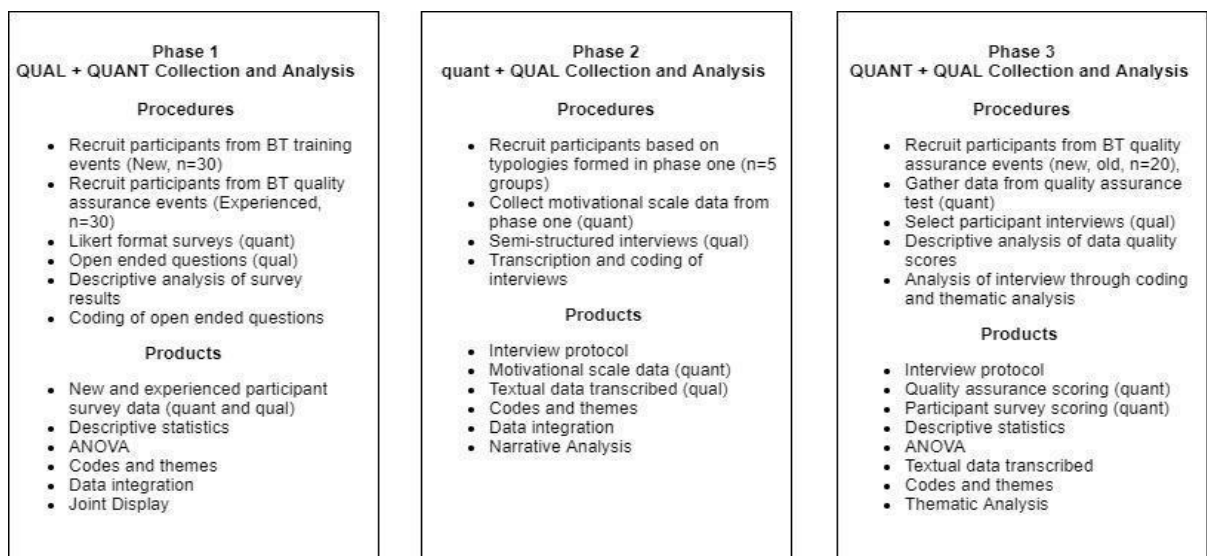 Phase 1
QUAL + QUANT Collection and Analysis
Procedures
• Recruit participants from BT training
events (New, n=30)
• Recruit participants from BT quality
assurance events (Experienced,
n=30)
• Likert format surveys (quant)
• Open ended questions (qual)
• Descriptive analysis of survey
results
• Coding of open ended questions
Products
• New and experienced participant
survey data (quant and qual)
• Descriptive statistics
• ANOVA
• Codes and themes
• Data integration
• Joint Display
Phase 2
quant + QUAL Collection and Analysis
Procedures
• Recruit participants based on
typologies formed in phase one (n=5
groups)
• Collect motivational scale data from
phase one (quant)
• Semi-structured interviews (qual)
• Transcription and coding of
interviews
Products
• Interview protocol
• Motivational scale data (quant)
• Textual data transcribed (qual)
• Codes and themes
• Data integration
• Narrative Analysis
Phase 3
QUANT + QUAL Collection and Analysis
Procedures
• Recruit participants from BT quality
assurance events (new, old, n=20),
• Gather data from quality assurance
test (quant)
• Select participant interviews (qual)
• Descriptive analysis of data quality
scores
• Analysis of interview through coding
and thematic analysis
Products
• Interview protocol
• Quality assurance scoring (quant)
• Participant survey scoring (quant)
• Descriptive statistics
• ANOVA
• Textual data transcribed
• Codes and themes
• Thematic Analysis